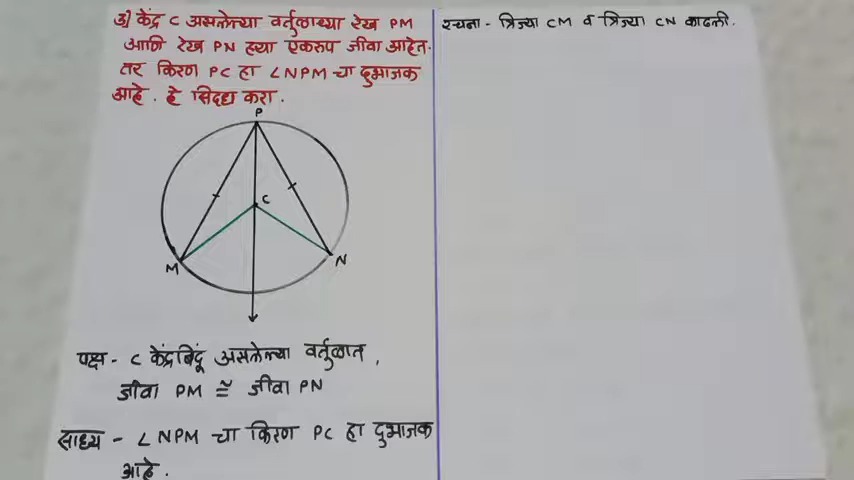 3) केंद्र C असलेल्या वर्तुळाच्या रेख PM
आणि रेख PN ह्या एकरूप जीवा आहेत.
तर किरण PC हा ∠NPM चा दुभाजक
आहे. हे सिद्ध करा.
P
C
M
N
पक्ष - C केंद्रबिंदू असलेल्या वर्तुळात,
जीवा PM ≅ जीवा PN
साध्य - ∠NPM चा किरण PC हा दुभाजक
आहे.
रचना - त्रिज्या CM व त्रिज्या CN काढली.